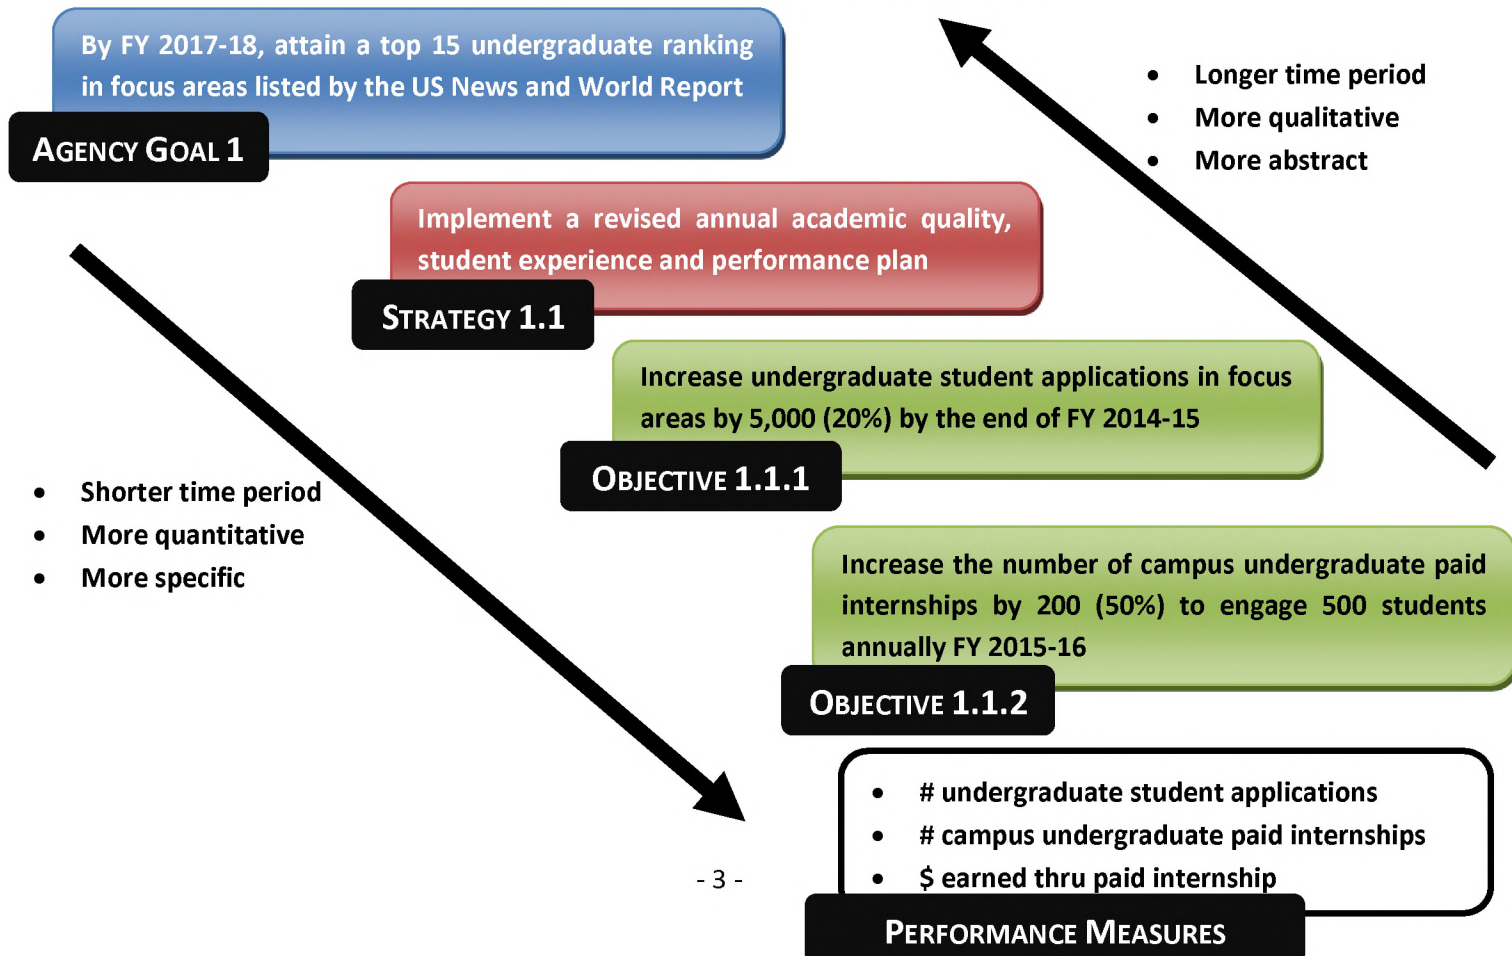 By FY 2017-18, attain a top 15 undergraduate ranking
in focus areas listed by the US News and World Report
AGENCY GOAL 1
• Longer time period
• More qualitative
• More abstract
Implement a revised annual academic quality,
student experience and performance plan
STRATEGY 1.1
Increase undergraduate student applications in focus
areas by 5,000 (20%) by the end of FY 2014-15
OBJECTIVE 1.1.1
• Shorter time period
• More quantitative
• More specific
Increase the number of campus undergraduate paid
internships by 200 (50%) to engage 500 students
annually FY 2015-16
OBJECTIVE 1.1.2
• # undergraduate student applications
• # campus undergraduate paid internships
• $ earned thru paid internship
PERFORMANCE MEASURES
- 3 -